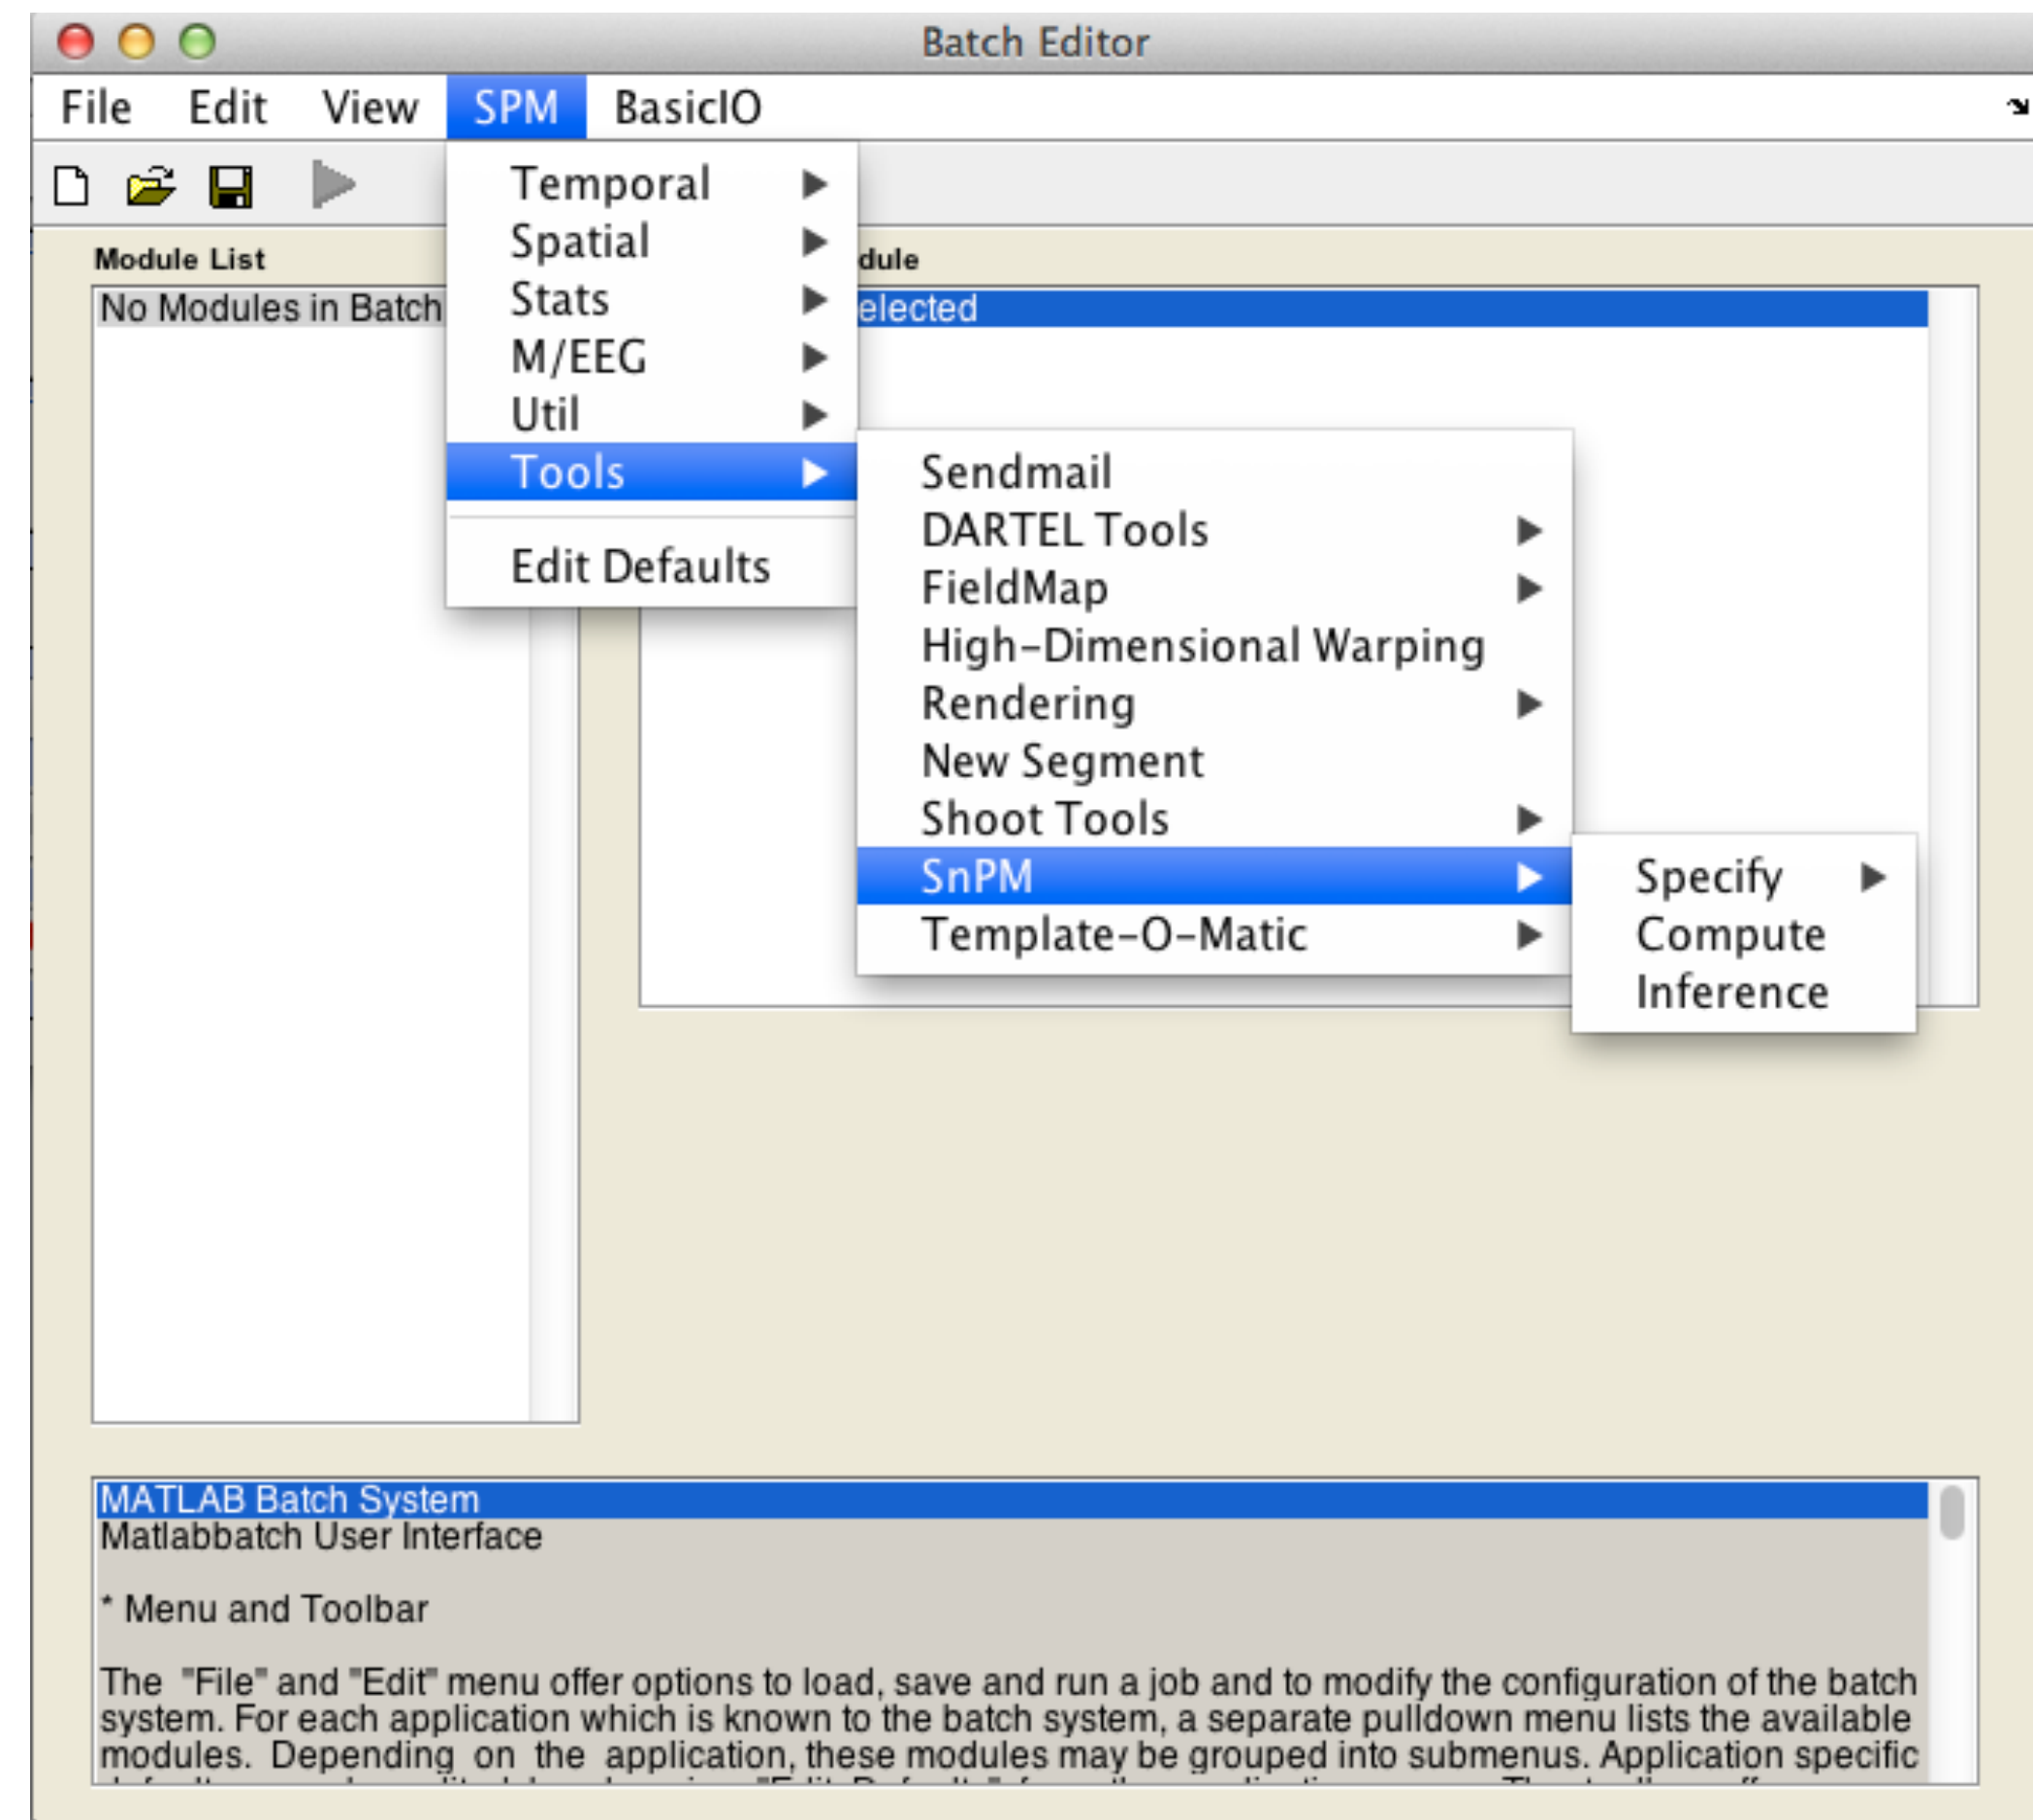 Batch Editor
File Edit View SPM BasicIO
Temporal
Spatial
Stats
M/EEG
Util
Tools
Edit Defaults
Sendmail
DARTEL Tools
FieldMap
High-Dimensional Warping
Rendering
New Segment
Shoot Tools
SnPM
Template-O-Matic
Specify
Compute
Inference
Module List
dule
No Modules in Batch
elected
MATLAB Batch System
Matlabbatch User Interface
* Menu and Toolbar
The "File" and "Edit" menu offer options to load, save and run a job and to modify the configuration of the batch
system. For each application which is known to the batch system, a separate pulldown menu lists the available
modules. Depending on the application, these modules may be grouped into submenus. Application specific